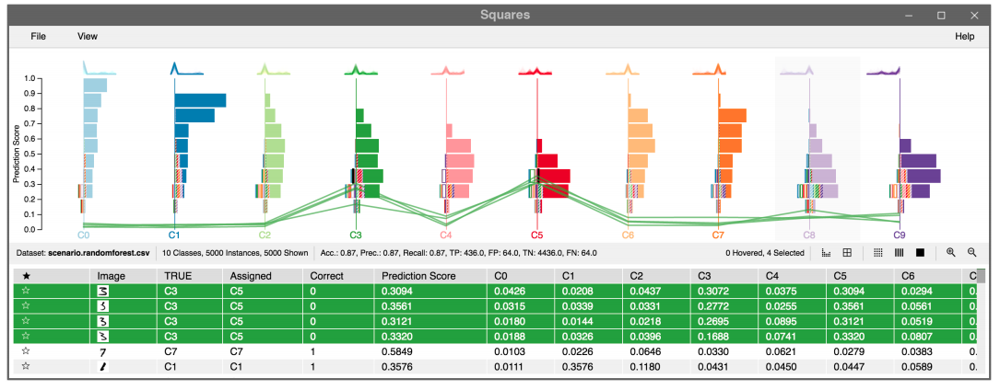 Squares
File View Help
1.0
0.9
0.8
0.7
0.6
0.5
0.4
0.3
0.2
0.1
0.0
Prediction Score
C0 C1 C2 C3 C4 C5 C6 C7 C8 C9
Dataset: scenario.randomforest.csv 10 Classes, 5000 Instances, 5000 Shown Acc.: 0.87, Prec.: 0.87, Recall: 0.87, TP: 436.0, FP: 64.0, TN: 4436.0, FN: 64.0 0 Hovered, 4 Selected
★ Image TRUE Assigned Correct Prediction Score C0 C1 C2 C3 C4 C5 C6 C
☆ 3 C3 C5 0 0.3094 0.0426 0.0208 0.0437 0.3072 0.0375 0.3094 0.0294 0.
☆ 3 C3 C5 0 0.3561 0.0315 0.0339 0.0331 0.2772 0.0255 0.3561 0.0561 0.
☆ 3 C3 C5 0 0.3121 0.0180 0.0144 0.0218 0.2695 0.0895 0.3121 0.0519 0.
☆ 3 C3 C5 0 0.3320 0.0188 0.0326 0.0396 0.1688 0.0741 0.3320 0.0807 0.
☆ 7 C7 C7 1 0.5849 0.0103 0.0226 0.0646 0.0330 0.0621 0.0279 0.0383 0.
☆ 1 C1 C1 1 0.3576 0.0111 0.3576 0.1180 0.0431 0.0450 0.0447 0.0589 0.